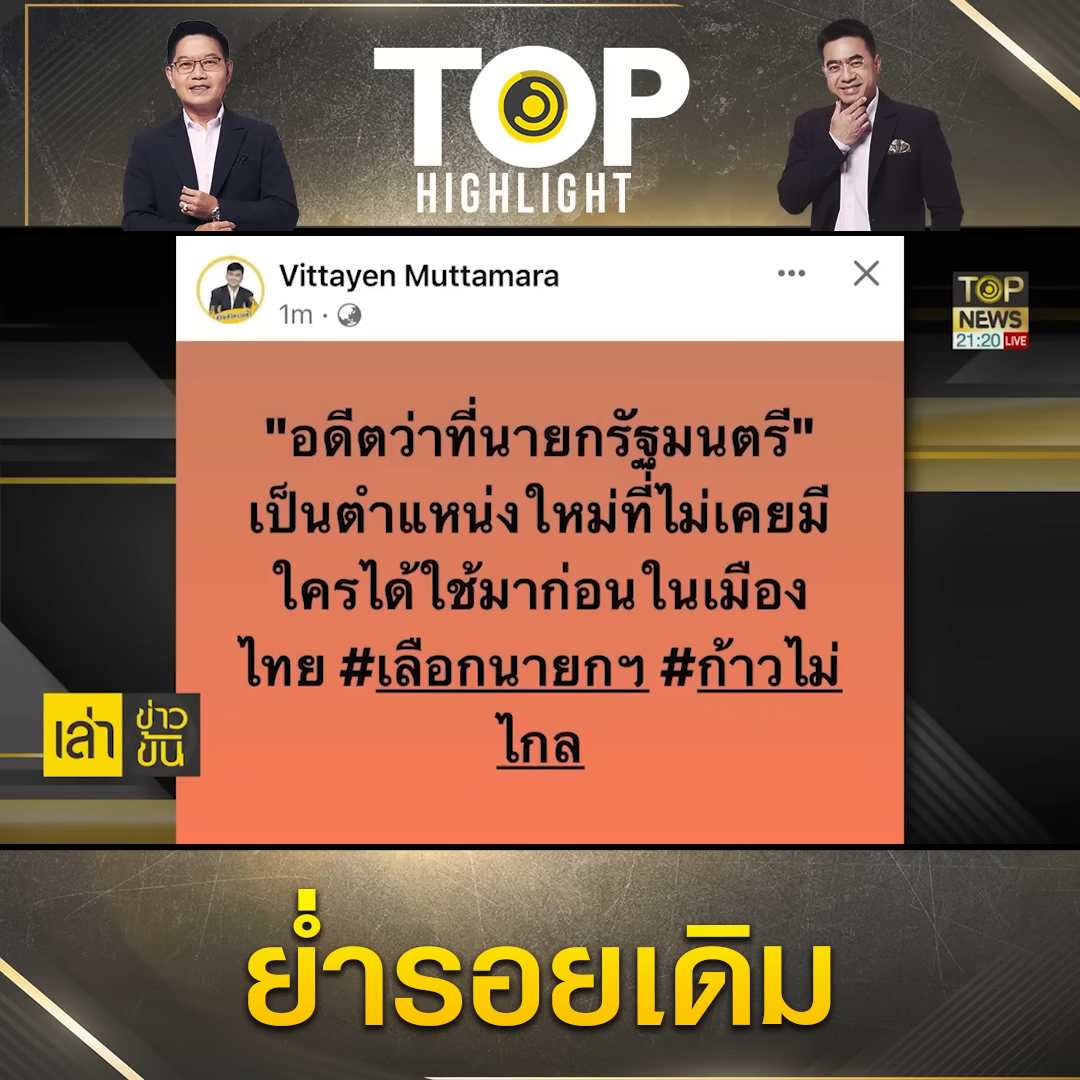 TOP
HIGHLIGHT
Vittayen Muttamara
1m
TOP
NEWS
21:20 LIVE
"อดีตว่าที่นายกรัฐมนตรี"
เป็นตำแหน่งใหม่ที่ไม่เคยมี
ใครได้ใช้มาก่อนในเมือง
ไทย #เลือกนายกฯ #ก้าวไม่
ไกล
เล่า
ข่าว
ข้น
ย่ำรอยเดิม